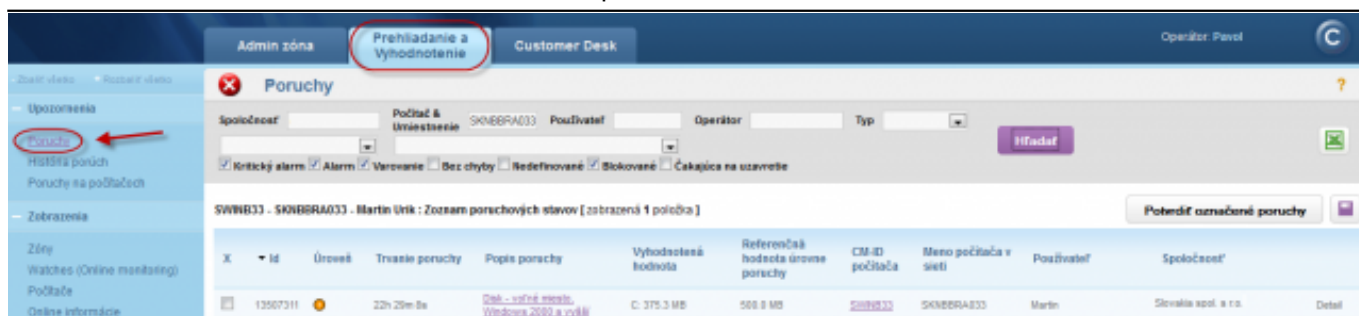 Admin zóna
Prehliadanie a
Vyhodnotenie
Customer Desk
Operátor: Pavol
Zbaliť všetko
Rozbaliť všetko
Poruchy
?
Upozornenia
Poruchy
História porúch
Poruchy na počítačoch
Zobrazenia
Zóny
Watches (Online monitoring)
Počítače
Online informácie
Spoločnosť
Počítač &
Umiestnenie
SKNBBRA033
Používateľ
Operátor
Typ
Hľadať
Kritický alarm
Alarm
Varovanie
Bez chyby
Nedefinované
Blokované
Čakajúca na uzavretie
SWINB33 - SKNBBRA033 - Martin Urik : Zoznam poruchových stavov [ zobrazená 1 položka ]
Potvrdiť označené poruchy
X
Id
Úroveň
Trvanie poruchy
Popis poruchy
Vyhodnotená
hodnota
Referenčná
hodnota úrovne
poruchy
CM-ID
počítača
Meno počítača v
sieti
Používateľ
Spoločnosť
13507311
22h 29m 8s
Disk - voľné miesto,
Windows 2000 a vyšší
C: 375.3 MB
500.0 MB
SWINB33
SKNBBRA033
Martin
Slovakia spol. s r.o.
Detail